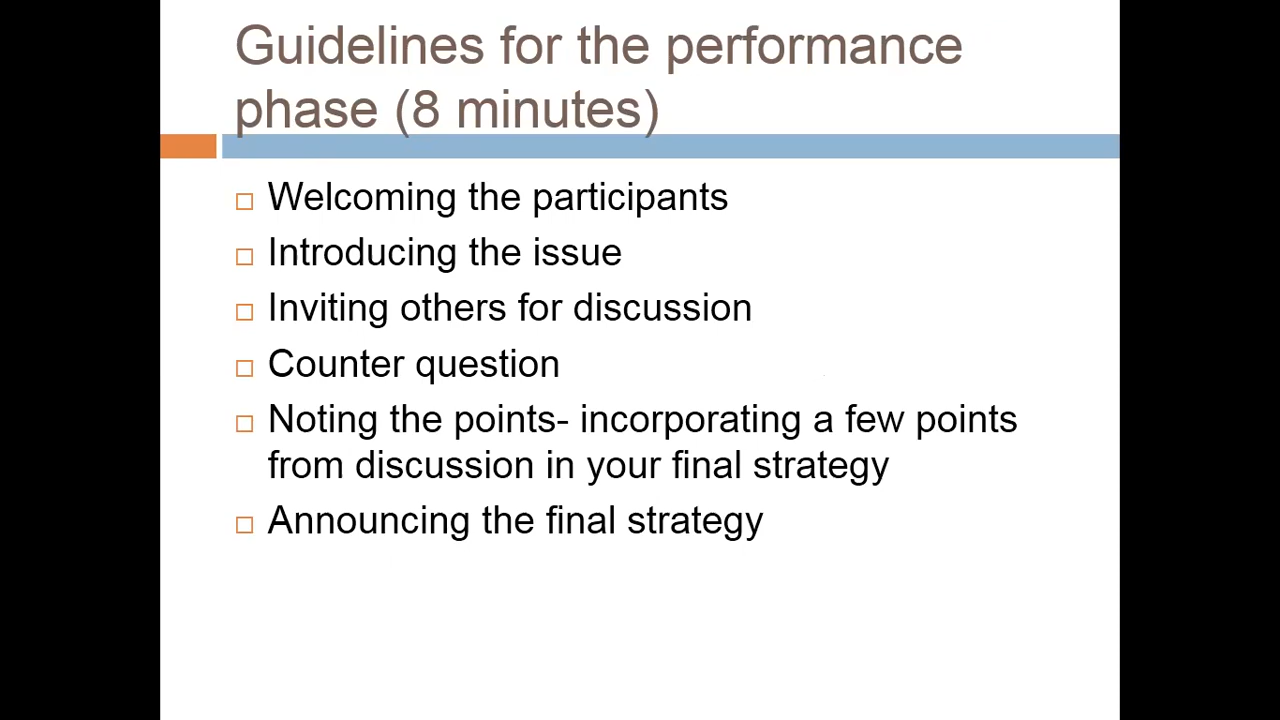 Guidelines for the performance
phase (8 minutes)
Welcoming the participants
Introducing the issue
Inviting others for discussion
Counter question
Noting the points- incorporating a few points
from discussion in your final strategy
Announcing the final strategy